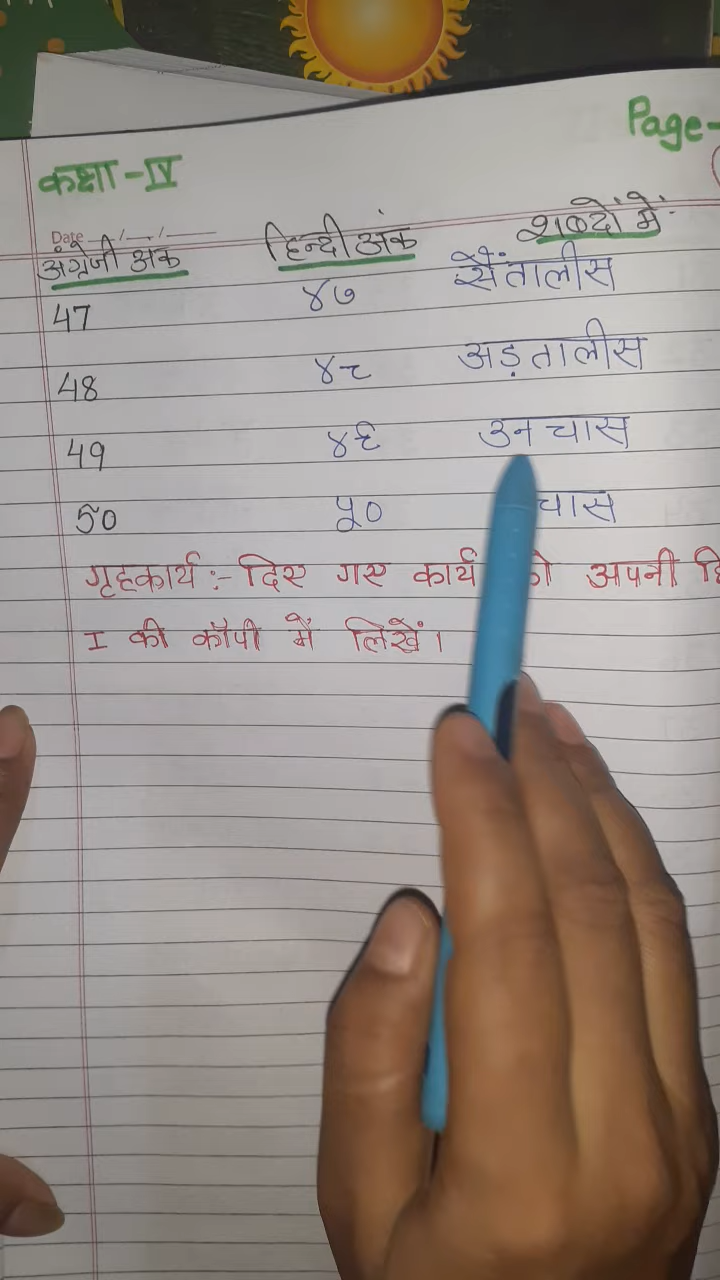 Page-
कक्षा -IV
Date
अंग्रेजी अंक हिन्दी अंक शब्दों में
47 ४७ सैंतालीस
48 ४८ अड़तालीस
49 ४९ उनचास
50 ५० चास
गृहकार्य :- दिए गए कार्य अपनी
I की कॉपी में लिखें।